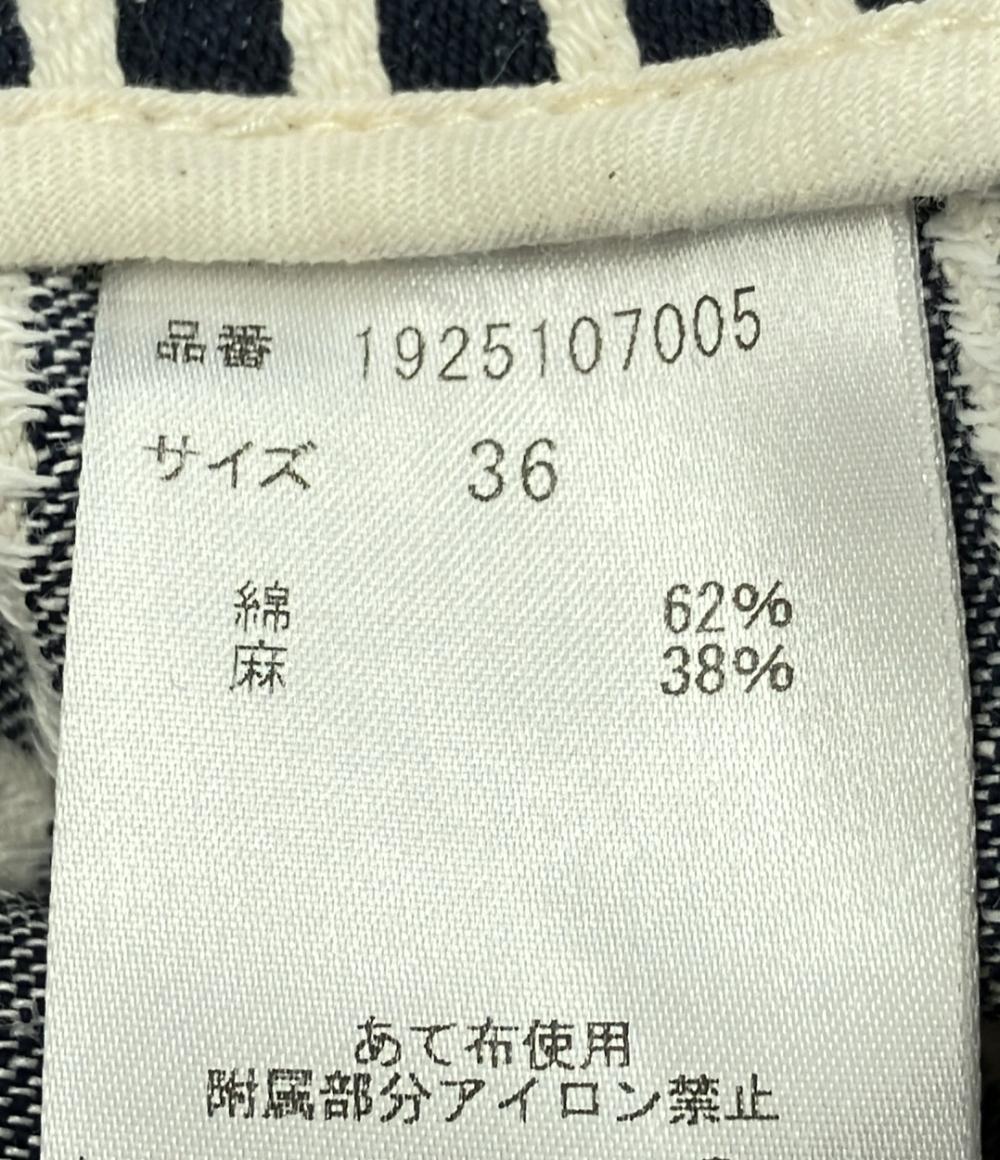 品番 1925107005
サイズ 36
綿 62%
麻 38%
あて布使用
附属部分アイロン禁止